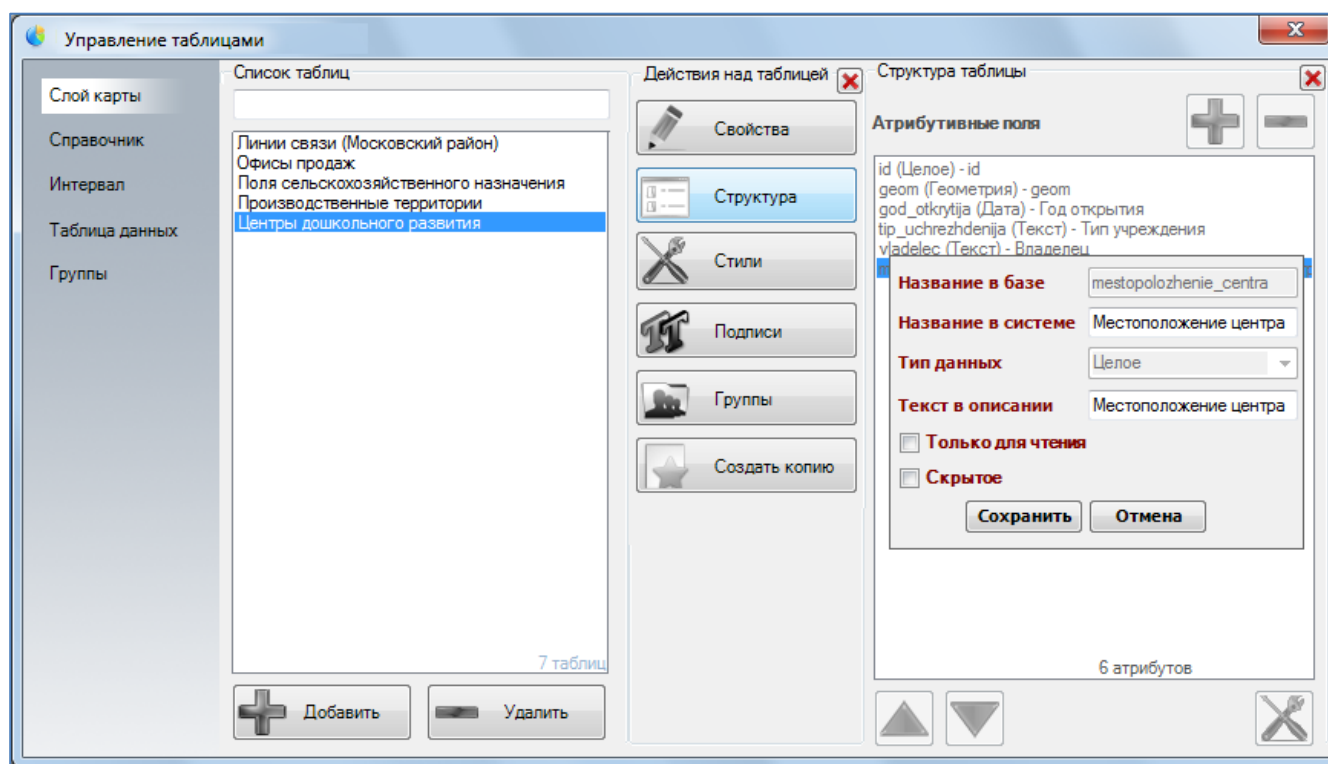 Управление таблицами
Слой карты
Справочник
Интервал
Таблица данных
Группы
Список таблиц
Линии связи (Московский район)
Офисы продаж
Поля сельскохозяйственного назначения
Производственные территории
Центры дошкольного развития
7 таблиц
Добавить
Удалить
Действия над таблицей
Свойства
Структура
Стили
Подписи
Группы
Создать копию
Структура таблицы
Атрибутивные поля
id (Целое) - id
geom (Геометрия) - geom
god_otkrytija (Дата) - Год открытия
tip_uchrezhdenija (Текст) - Тип учреждения
vladelec (Текст) - Владелец
Название в базе mestopolozhenie_centra
Название в системе Местоположение центра
Тип данных Целое
Текст в описании Местоположение центра
Только для чтения
Скрытое
Сохранить Отмена
6 атрибутов